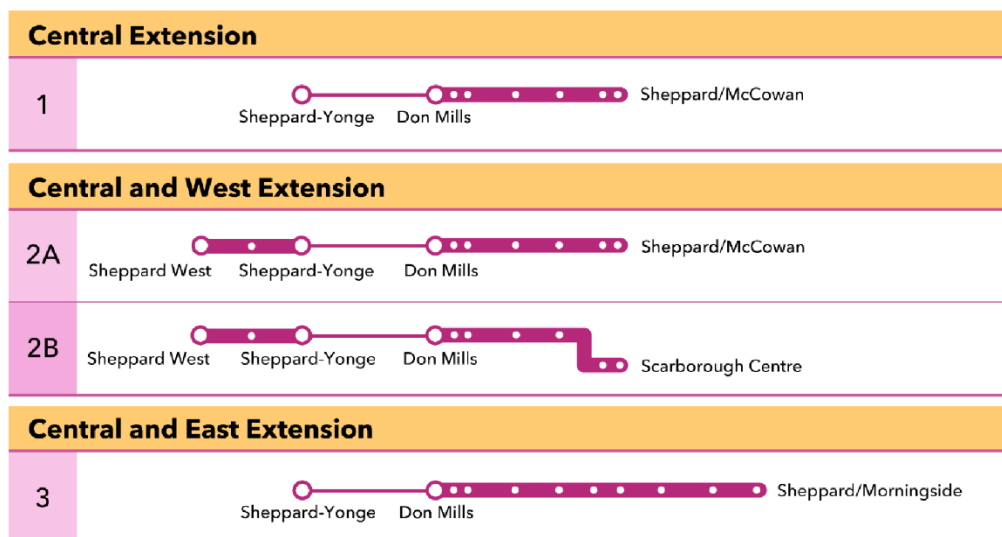 Central Extension
1
Sheppard/McCowan
Sheppard-Yonge Don Mills
Central and West Extension
2A
Sheppard/McCowan
Sheppard West Sheppard-Yonge Don Mills
2B
Sheppard West Sheppard-Yonge Don Mills
Scarborough Centre
Central and East Extension
3
Sheppard/Morningside
Sheppard-Yonge Don Mills